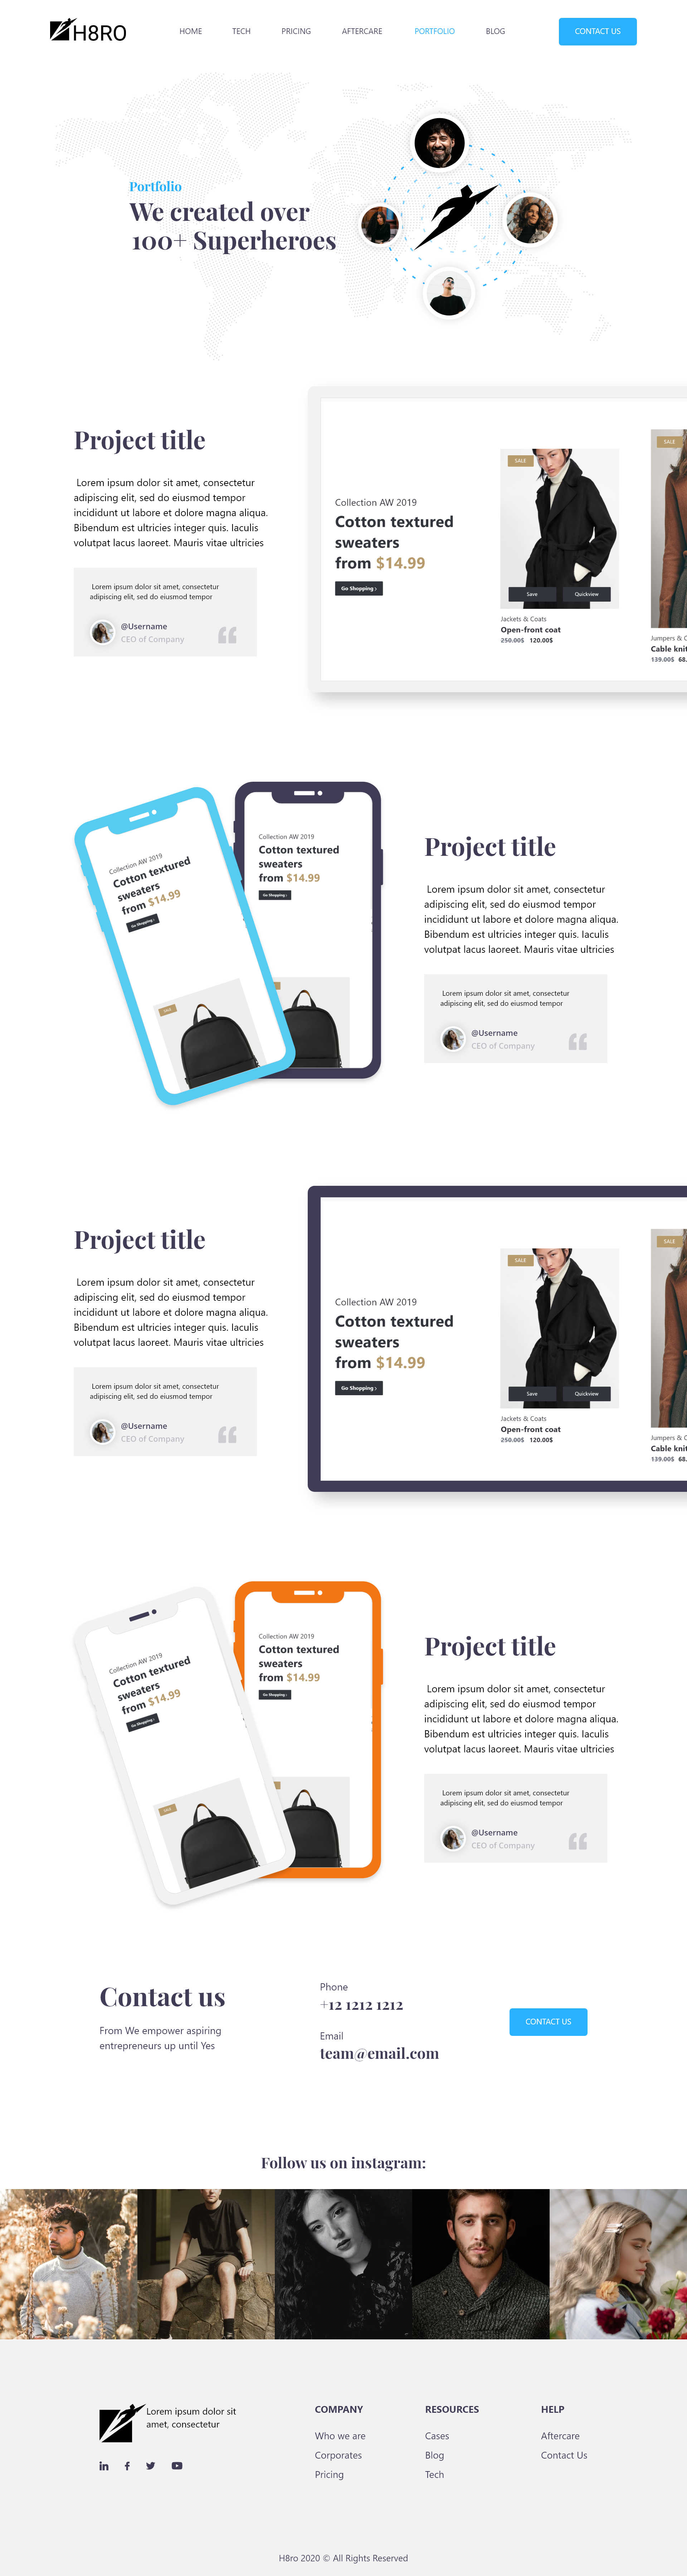 H8RO
HOME TECH PRICING AFTERCARE PORTFOLIO BLOG CONTACT US
Portfolio
We created over
100+ Superheroes
Project title
Lorem ipsum dolor sit amet, consectetur
adipiscing elit, sed do eiusmod tempor
incididunt ut labore et dolore magna aliqua.
Bibendum est ultricies integer quis. Iaculis
volutpat lacus laoreet. Mauris vitae ultricies
Lorem ipsum dolor sit amet, consectetur
adipiscing elit, sed do eiusmod tempor
@Username
CEO of Company
Collection AW 2019
Cotton textured
sweaters
from $14.99
Go Shopping
SALE
Save Quickview
Jackets & Coats
Open-front coat
250.00$ 120.00$
SALE
Jumpers &
Cable knit
139.00$ 68.
Collection AW 2019
Cotton textured
sweaters
from $14.99
Go Shopping
SALE
Collection AW 2019
Cotton textured
sweaters
from $14.99
Go Shopping
Project title
Lorem ipsum dolor sit amet, consectetur
adipiscing elit, sed do eiusmod tempor
incididunt ut labore et dolore magna aliqua.
Bibendum est ultricies integer quis. Iaculis
volutpat lacus laoreet. Mauris vitae ultricies
Lorem ipsum dolor sit amet, consectetur
adipiscing elit, sed do eiusmod tempor
@Username
CEO of Company
Project title
Lorem ipsum dolor sit amet, consectetur
adipiscing elit, sed do eiusmod tempor
incididunt ut labore et dolore magna aliqua.
Bibendum est ultricies integer quis. Iaculis
volutpat lacus laoreet. Mauris vitae ultricies
Lorem ipsum dolor sit amet, consectetur
adipiscing elit, sed do eiusmod tempor
@Username
CEO of Company
Collection AW 2019
Cotton textured
sweaters
from $14.99
Go Shopping
SALE
Save Quickview
Jackets & Coats
Open-front coat
250.00$ 120.00$
SALE
Jumpers &
Cable knit
139.00$ 68.
Collection AW 2019
Cotton textured
sweaters
from $14.99
Go Shopping
SALE
Collection AW 2019
Cotton textured
sweaters
from $14.99
Go Shopping
Project title
Lorem ipsum dolor sit amet, consectetur
adipiscing elit, sed do eiusmod tempor
incididunt ut labore et dolore magna aliqua.
Bibendum est ultricies integer quis. Iaculis
volutpat lacus laoreet. Mauris vitae ultricies
Lorem ipsum dolor sit amet, consectetur
adipiscing elit, sed do eiusmod tempor
@Username
CEO of Company
Contact us
From We empower aspiring
entrepreneurs up until Yes
Phone
+12 1212 1212
Email
team@email.com
CONTACT US
Follow us on instagram:
Lorem ipsum dolor sit
amet, consectetur
COMPANY
Who we are
Corporates
Pricing
RESOURCES
Cases
Blog
Tech
HELP
Aftercare
Contact Us
H8ro 2020 © All Rights Reserved